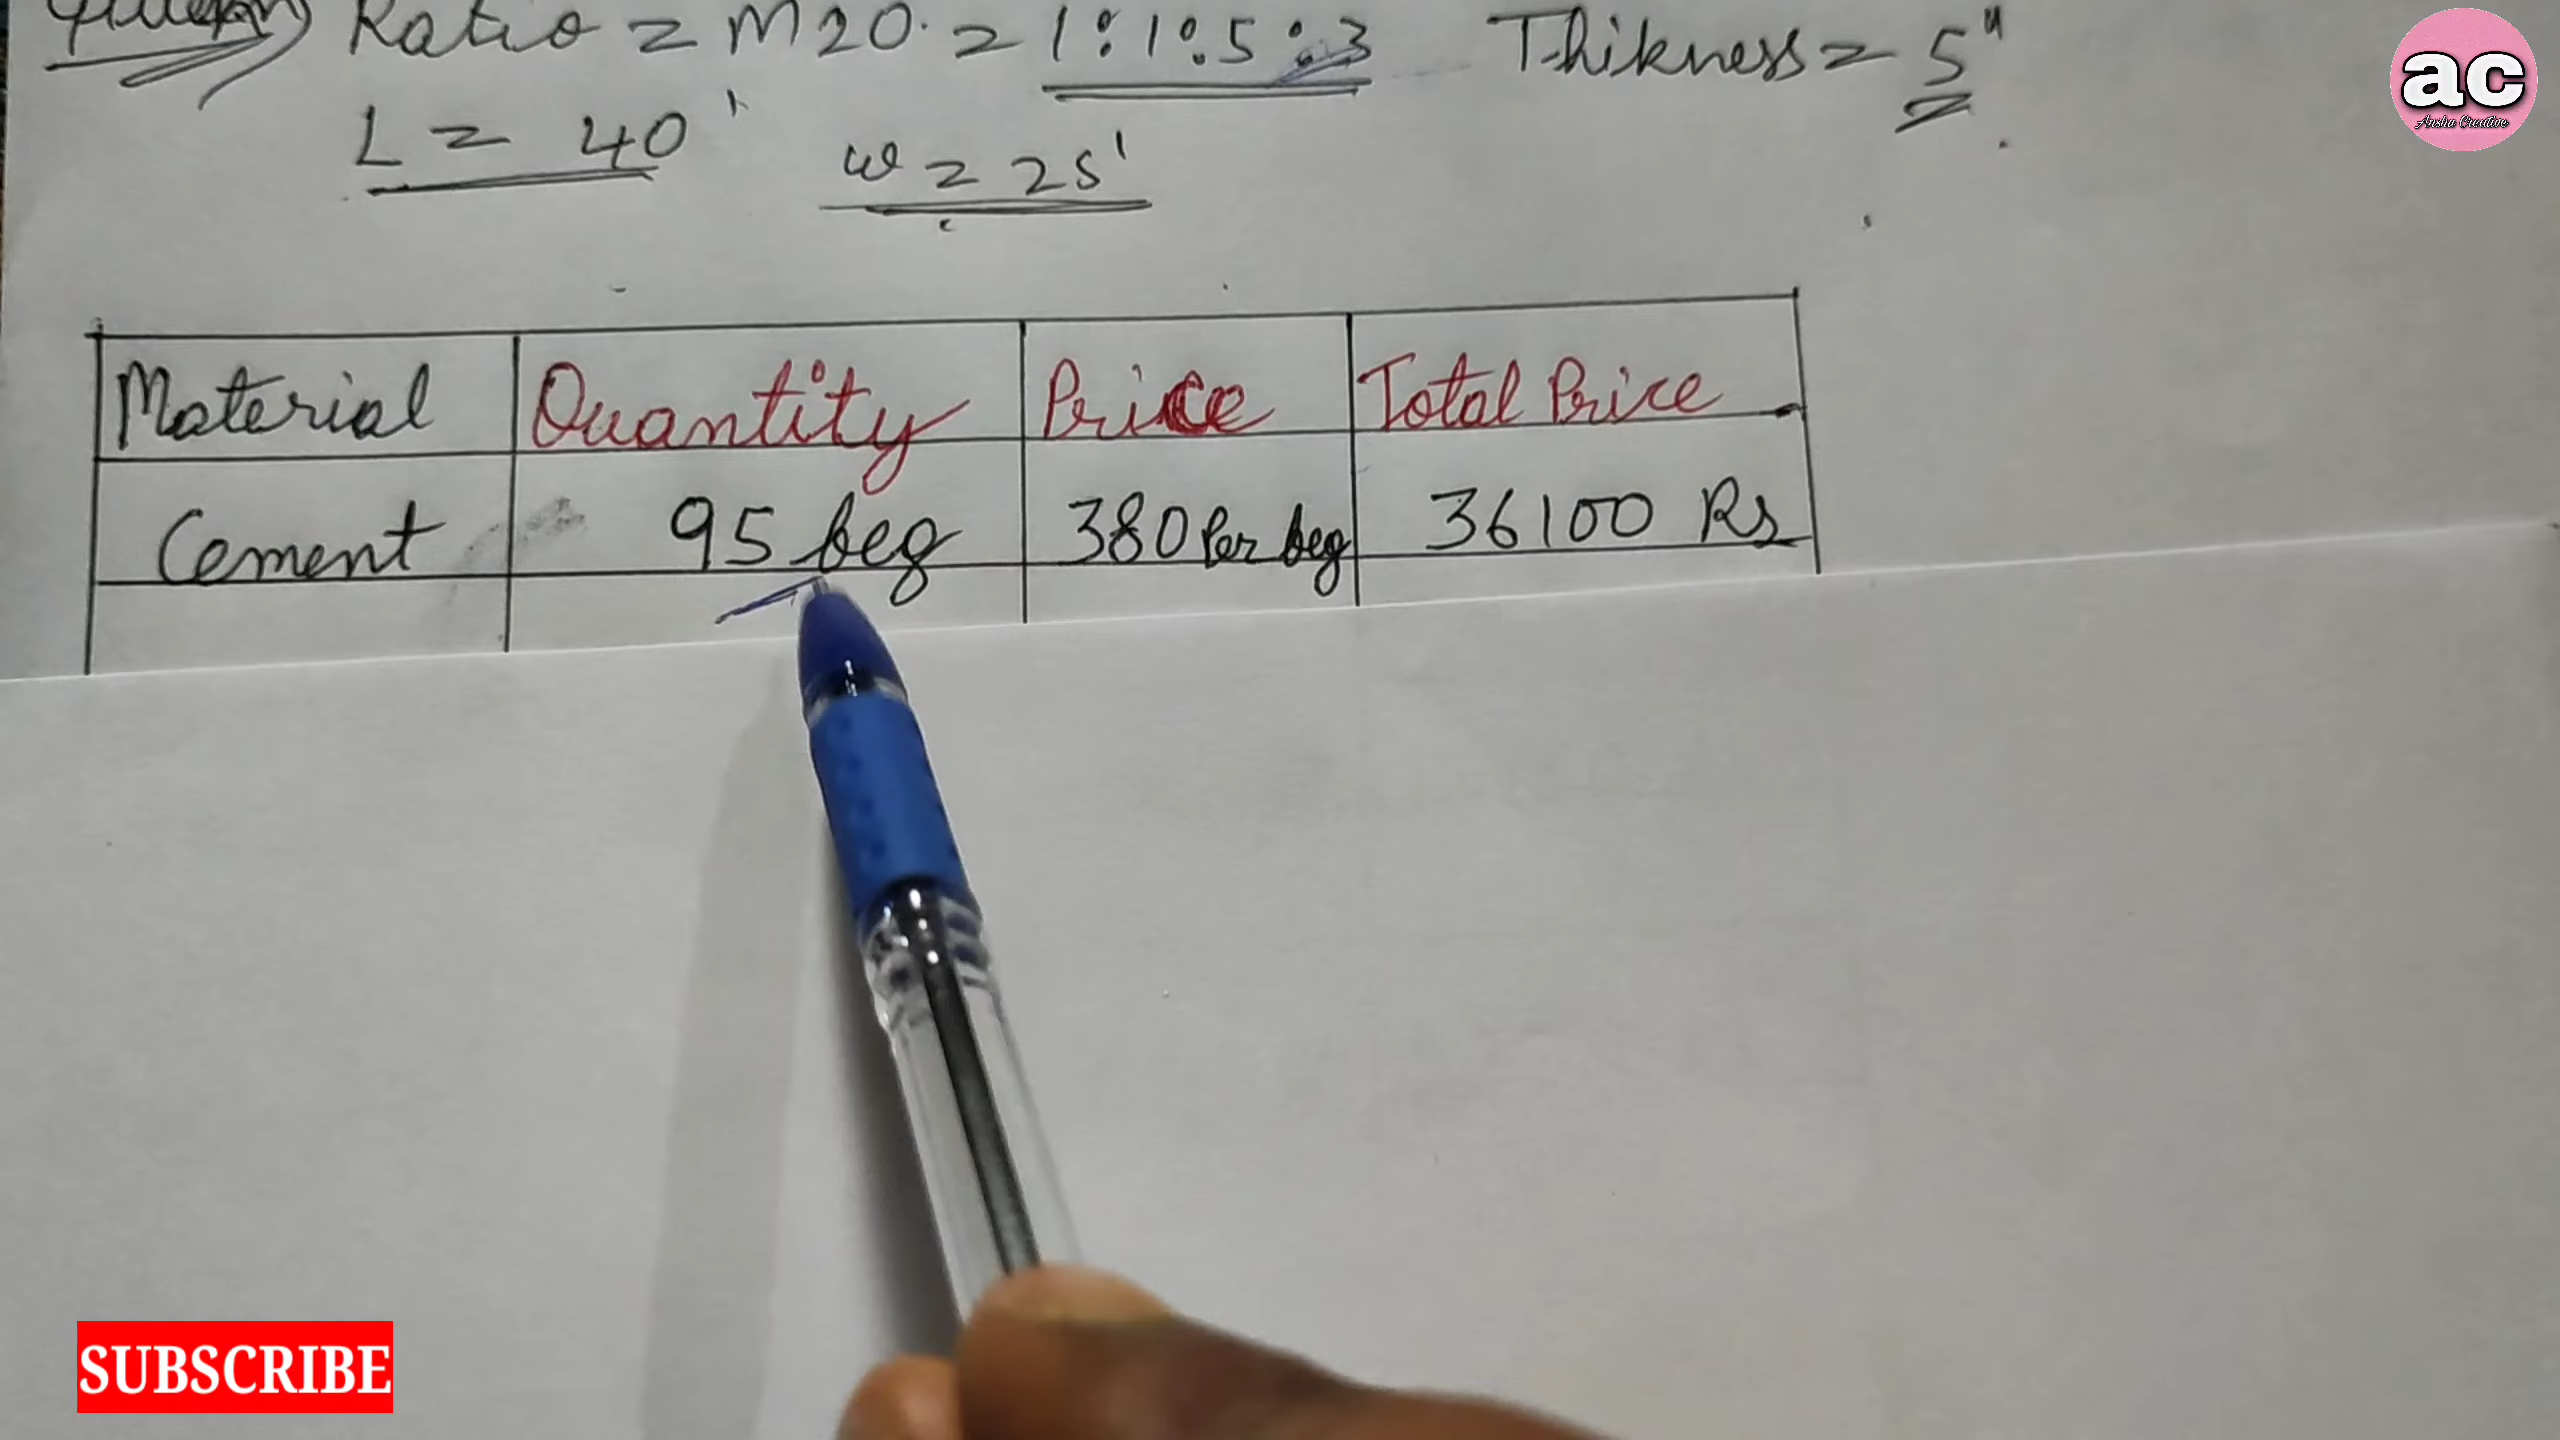 Ratio = M20. = 1:1:5:3 Thikness = 5"
L = 40'
w = 25'
Material Quantity Price Total Price
Cement 95 beg 380 Per beg 36100 Rs
ac
Anshu Creative
SUBSCRIBE